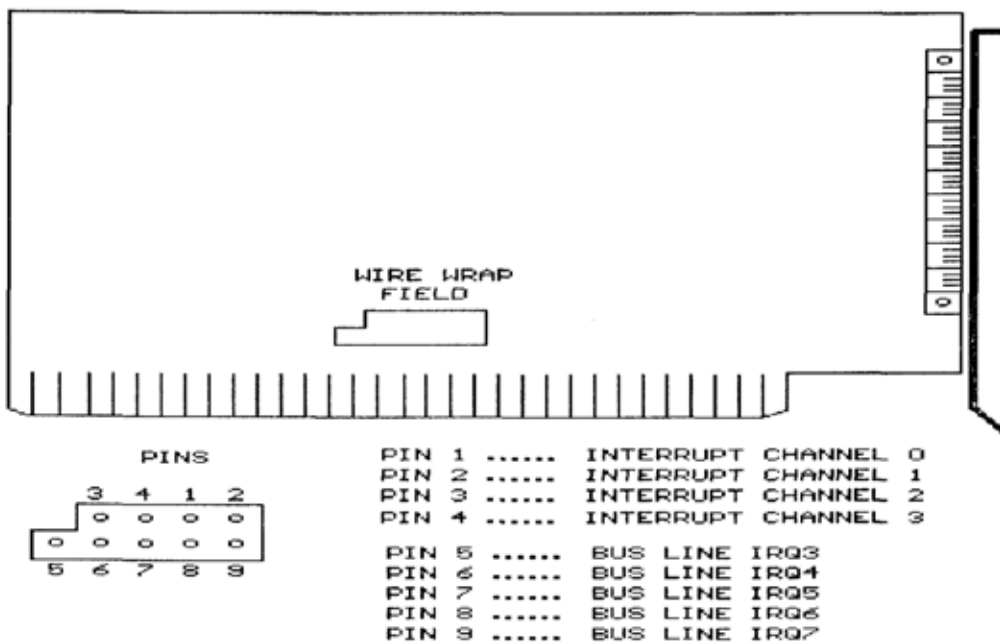 WIRE WRAP
FIELD
PINS
3 4 1 2
5 6 7 8 9
PIN 1 ...... INTERRUPT CHANNEL 0
PIN 2 ...... INTERRUPT CHANNEL 1
PIN 3 ...... INTERRUPT CHANNEL 2
PIN 4 ...... INTERRUPT CHANNEL 3
PIN 5 ...... BUS LINE IRQ3
PIN 6 ...... BUS LINE IRQ4
PIN 7 ...... BUS LINE IRQ5
PIN 8 ...... BUS LINE IRQ6
PIN 9 ...... BUS LINE IRQ7